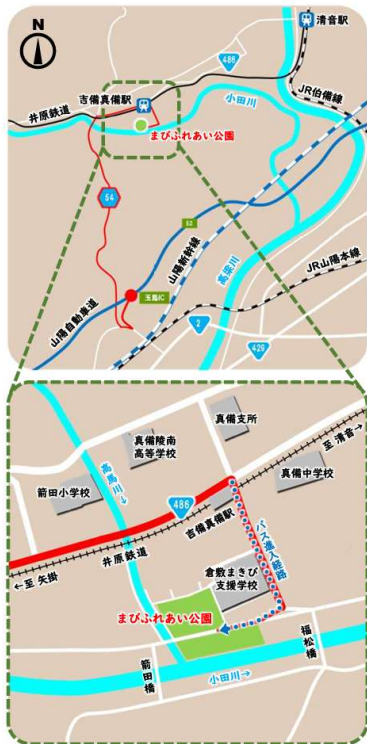 N
清音駅
486
吉備真備駅
JR伯備線
井原鉄道
小田川
まびふれあい公園
54
E2
山陽新幹線
高梁川
JR山陽本線
玉島IC
山陽自動車道
2
429
真備支所
真備陵南
高等学校
至 清音→
高馬川→
箭田小学校
真備中学校
486
吉備真備駅
井原鉄道
バス進入経路
←至 矢掛
倉敷まきび
支援学校
まびふれあい公園
福松橋
箭田橋
小田川→